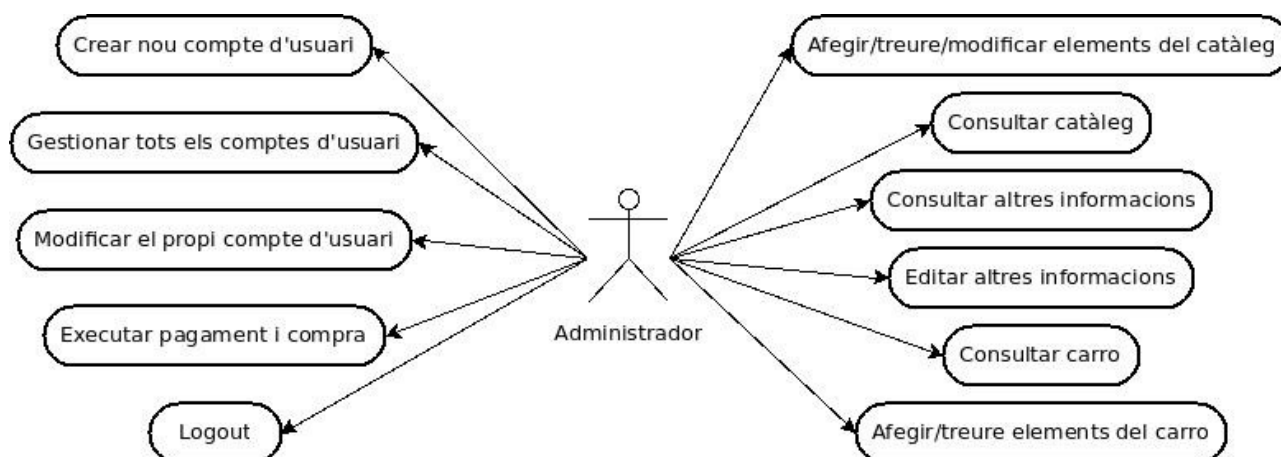 Crear nou compte d'usuari
Gestionar tots els comptes d'usuari
Modificar el propi compte d'usuari
Executar pagament i compra
Logout
Administrador
Afegir/treure/modificar elements del catàleg
Consultar catàleg
Consultar altres informacions
Editar altres informacions
Consultar carro
Afegir/treure elements del carro